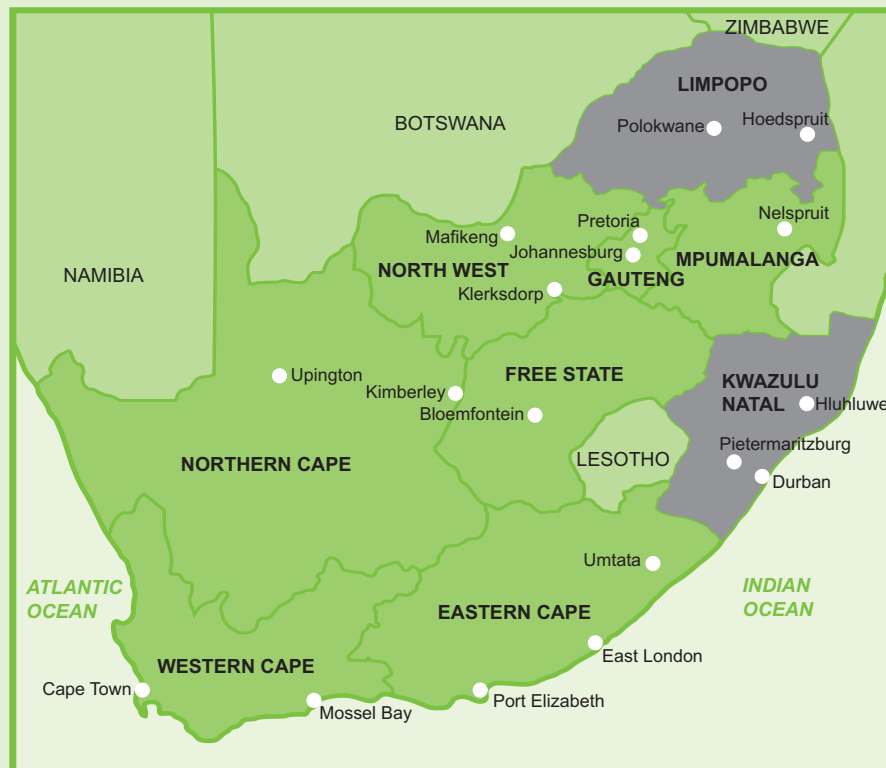 ZIMBABWE
LIMPOPO
BOTSWANA
Polokwane
Hoedspruit
Pretoria
Nelspruit
Mafikeng
Johannesburg
MPUMALANGA
NAMIBIA
NORTH WEST
GAUTENG
Klerksdorp
Upington
FREE STATE
KWAZULU
NATAL
Kimberley
Hluhluwe
Bloemfontein
Pietermaritzburg
NORTHERN CAPE
LESOTHO
Durban
Umtata
ATLANTIC
OCEAN
INDIAN
OCEAN
EASTERN CAPE
East London
WESTERN CAPE
Cape Town
Port Elizabeth
Mossel Bay